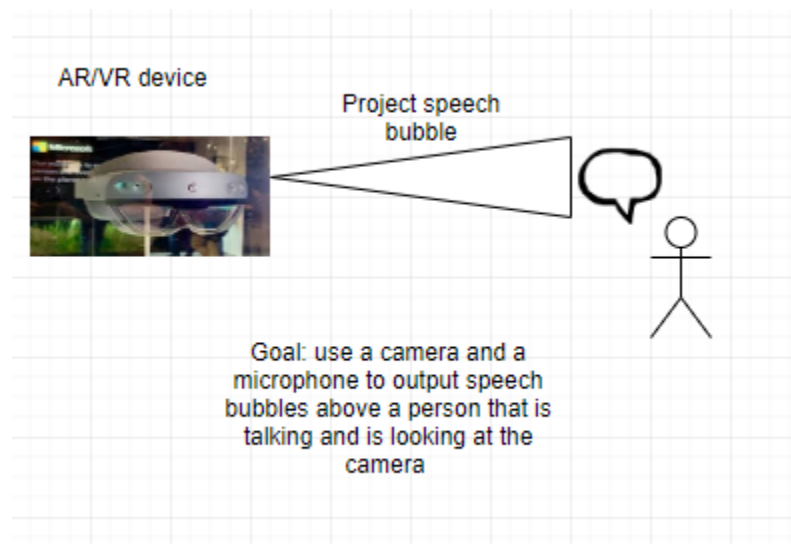 AR/VR device
Project speech
bubble
Microsoft
Goal: use a camera and a
microphone to output speech
bubbles above a person that is
talking and is looking at the
camera